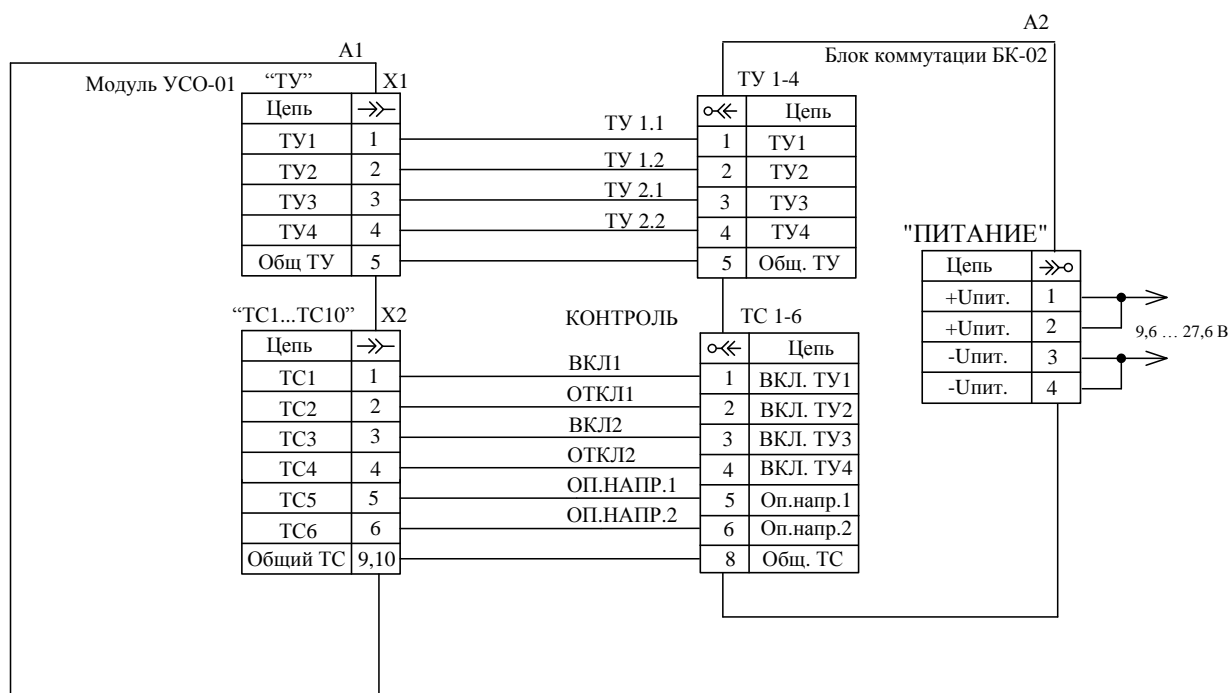 A1
Модуль УСО-01
“ТУ” X1
Цепь
ТУ1 1
ТУ2 2
ТУ3 3
ТУ4 4
Общ ТУ 5
“ТС1...ТС10” X2
Цепь
ТС1 1
ТС2 2
ТС3 3
ТС4 4
ТС5 5
ТС6 6
Общий ТС 9,10
ТУ 1.1
ТУ 1.2
ТУ 2.1
ТУ 2.2
КОНТРОЛЬ
ВКЛ1
ОТКЛ1
ВКЛ2
ОТКЛ2
ОП.НАПР.1
ОП.НАПР.2
A2
Блок коммутации БК-02
ТУ 1-4
Цепь
1 ТУ1
2 ТУ2
3 ТУ3
4 ТУ4
5 Общ. ТУ
ТС 1-6
Цепь
1 ВКЛ. ТУ1
2 ВКЛ. ТУ2
3 ВКЛ. ТУ3
4 ВКЛ. ТУ4
5 Оп.напр.1
6 Оп.напр.2
8 Общ. ТС
"ПИТАНИЕ"
Цепь
+Uпит. 1
+Uпит. 2
-Uпит. 3
-Uпит. 4
9,6 … 27,6 В